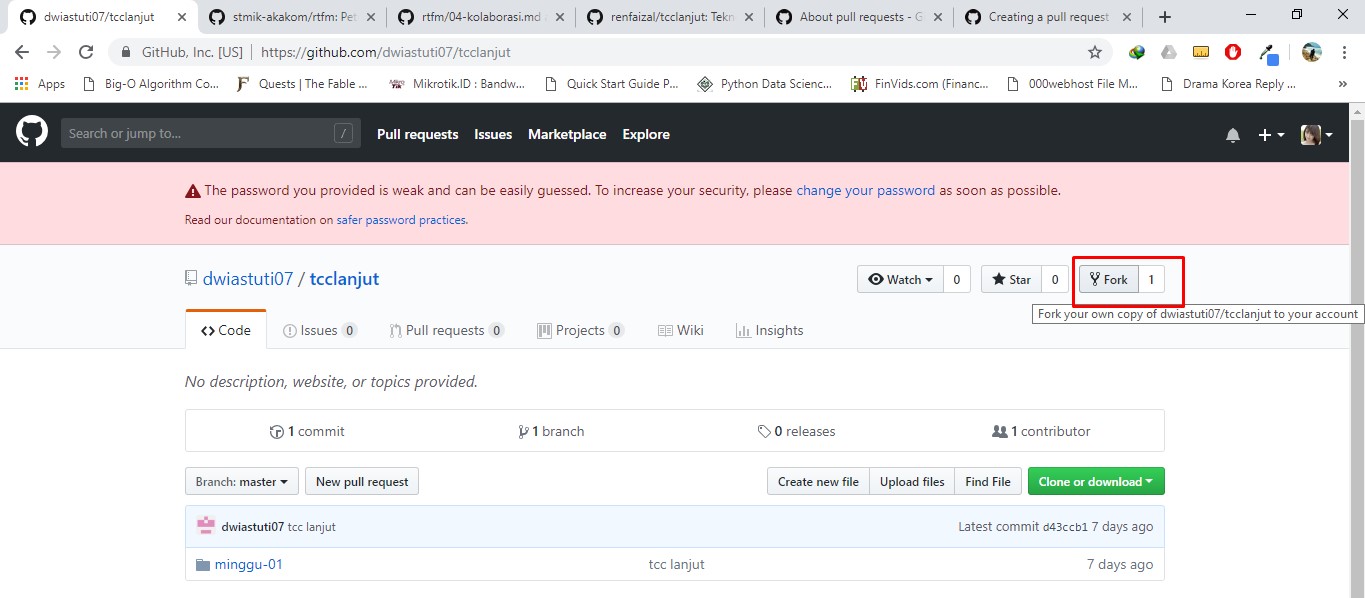 dwiastuti07/tcclanjut
stmik-akakom/rtfm: Pet
rtfm/04-kolaborasi.md a
renfaizal/tcclanjut: Tekn
About pull requests - G
Creating a pull request
GitHub, Inc. [US] | https://github.com/dwiastuti07/tcclanjut
Apps Big-O Algorithm Co... Quests | The Fable ... Mikrotik.ID : Bandw... Quick Start Guide P... Python Data Scienc... FinVids.com (Financ... 000webhost File M... Drama Korea Reply ... »
Search or jump to... / Pull requests Issues Marketplace Explore
The password you provided is weak and can be easily guessed. To increase your security, please change your password as soon as possible.
Read our documentation on safer password practices.
dwiastuti07 / tcclanjut Watch 0 Star 0 Fork 1
Fork your own copy of dwiastuti07/tcclanjut to your account
Code Issues 0 Pull requests 0 Projects 0 Wiki Insights
No description, website, or topics provided.
1 commit 1 branch 0 releases 1 contributor
Branch: master New pull request Create new file Upload files Find File Clone or download
dwiastuti07 tcc lanjut Latest commit d43ccb1 7 days ago
minggu-01 tcc lanjut 7 days ago